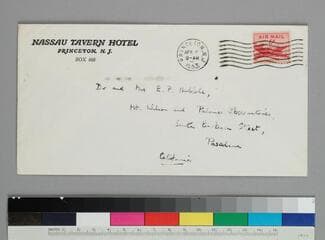 NASSAU TAVERN HOTEL
PRINCETON, N. J.
BOX 468
PRINCETON, N.J.
AIR MAIL
Dr and Mrs E. P. Hubble,
Mt. Wilson and Palomar Observatories,
Santa Barbara Street,
Pasadena
California